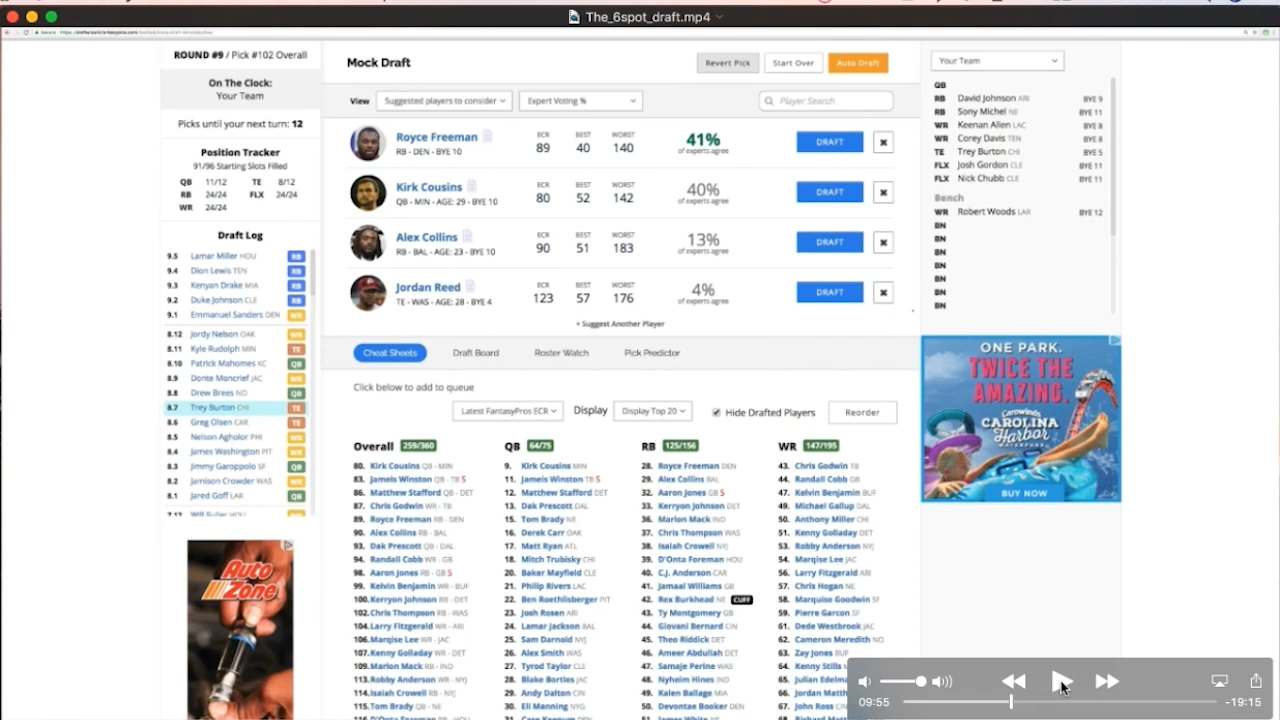 The_6spot_draft.mp4
ROUND #9 / Pick #102 Overall
On The Clock:
Your Team
Picks until your next turn: 12
Position Tracker
91/96 Starting Slots Filled
QB 11/12 TE 8/12
RB 24/24 FLX 24/24
WR 24/24
Draft Log
9.5 Lamar Miller HOU RB
9.4 Dion Lewis TEN RB
9.3 Kenyan Drake MIA RB
9.2 Duke Johnson CLE RB
9.1 Emmanuel Sanders DEN WR
8.12 Jordy Nelson OAK WR
8.11 Kyle Rudolph MIN TE
8.10 Patrick Mahomes KC QB
8.9 Donte Moncrief JAC WR
8.8 Drew Brees NO QB
8.7 Trey Burton CHI TE
8.6 Greg Olsen CAR TE
8.5 Nelson Agholor PHI WR
8.4 James Washington PIT WR
8.3 Jimmy Garoppolo SF QB
8.2 Jamison Crowder WAS WR
8.1 Jared Goff LAR QB
7.12 Will Fuller HOU WR
Auto
Zone
Mock Draft
Revert Pick Start Over Auto Draft
View Suggested players to consider Expert Voting % Player Search
Royce Freeman ECR BEST WORST 41%
RB - DEN - BYE 10 89 40 140 of experts agree DRAFT
Kirk Cousins ECR BEST WORST 40%
QB - MIN - AGE: 29 - BYE 10 80 52 142 of experts agree DRAFT
Alex Collins ECR BEST WORST 13%
RB - BAL - AGE: 23 - BYE 10 90 51 183 of experts agree DRAFT
Jordan Reed ECR BEST WORST 4%
TE - WAS - AGE: 28 - BYE 4 123 57 176 of experts agree DRAFT
+ Suggest Another Player
Cheat Sheets Draft Board Roster Watch Pick Predictor
Click below to add to queue
Latest FantasyPros ECR Display Display Top 20 Hide Drafted Players Reorder
Overall 259/360 QB 64/75 RB 125/156 WR 147/195
80. Kirk Cousins QB - MIN 9. Kirk Cousins MIN 28. Royce Freeman DEN 43. Chris Godwin TB
83. Jameis Winston QB - TB S 11. Jameis Winston TB S 29. Alex Collins BAL 44. Randall Cobb GB
86. Matthew Stafford QB - DET 12. Matthew Stafford DET 32. Aaron Jones GB S 47. Kelvin Benjamin BUF
87. Chris Godwin WR - TB 13. Dak Prescott DAL 33. Kerryon Johnson DET 49. Michael Gallup DAL
89. Royce Freeman RB - DEN 15. Tom Brady NE 36. Marlon Mack IND 50. Anthony Miller CHI
90. Alex Collins RB - BAL 16. Derek Carr OAK 37. Chris Thompson WAS 51. Kenny Golladay DET
93. Dak Prescott QB - DAL 17. Matt Ryan ATL 38. Isaiah Crowell NYJ 53. Robby Anderson NYJ
94. Randall Cobb WR - GB 18. Mitch Trubisky CHI 39. D'Onta Foreman HOU 54. Marqise Lee JAC
98. Aaron Jones RB - GB S 20. Baker Mayfield CLE 40. C.J. Anderson CAR 56. Larry Fitzgerald ARI
99. Kelvin Benjamin WR - BUF 21. Philip Rivers LAC 41. Jamaal Williams GB 57. Chris Hogan NE
100. Kerryon Johnson RB - DET 22. Ben Roethlisberger PIT 42. Rex Burkhead NE CUFF 58. Marquise Goodwin SF
102. Chris Thompson RB - WAS 23. Josh Rosen ARI 43. Ty Montgomery GB 59. Pierre Garcon SF
104. Larry Fitzgerald WR - ARI 24. Lamar Jackson BAL 44. Giovani Bernard CIN 61. Dede Westbrook JAC
106. Marqise Lee WR - JAC 25. Sam Darnold NYJ 45. Theo Riddick DET 62. Cameron Meredith NO
107. Kenny Golladay WR - DET 26. Alex Smith WAS 46. Ameer Abdullah DET 63. Zay Jones BUF
109. Marlon Mack RB - IND 27. Tyrod Taylor CLE 47. Samaje Perine WAS 64. Kenny Stills
113. Robby Anderson WR - NYJ 28. Blake Bortles JAC 48. Nyheim Hines IND 65. Julian Edelma
114. Isaiah Crowell RB - NYJ 29. Andy Dalton CIN 49. Kalen Ballage MIA 66. Jordan Matth
115. Tom Brady QB - NE 30. Eli Manning NYG 50. Devontae Booker DEN 67. John Ross
Your Team
QB
RB David Johnson ARI BYE 9
RB Sony Michel NE BYE 11
WR Keenan Allen LAC BYE 8
WR Corey Davis TEN BYE 8
TE Trey Burton CHI BYE 5
FLX Josh Gordon CLE BYE 11
FLX Nick Chubb CLE BYE 11
Bench
WR Robert Woods LAR BYE 12
BN
BN
BN
BN
BN
BN
BN
ONE PARK.
TWICE THE
AMAZING.
Carowinds
CAROLINA
Harbor
WATERPARK
BUY NOW
09:55 -19:15